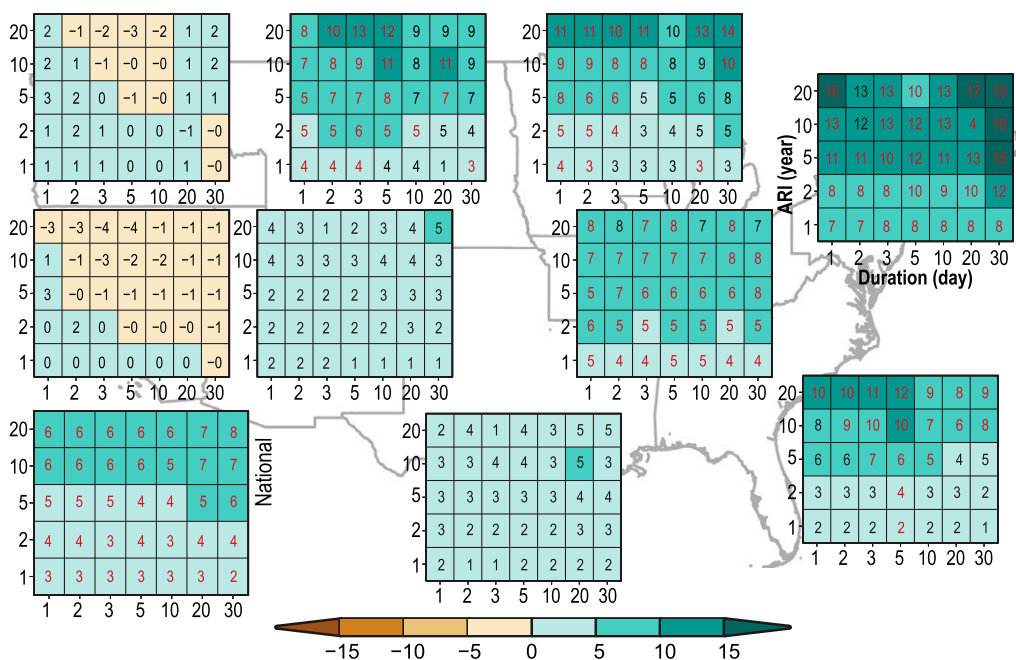 20 2 −1 −2 −3 −2 1 2
10 2 1 −1 −0 −0 1 2
5 3 2 0 −1 −0 1 1
2 1 2 1 0 0 −1 −0
1 1 1 1 0 0 1 −0
1 2 3 5 10 20 30
20 8 10 13 12 9 9 9
10 7 8 9 11 8 11 9
5 5 7 7 8 7 7 7
2 5 5 6 5 5 5 4
1 4 4 4 4 4 1 3
1 2 3 5 10 20 30
20 11 11 10 11 10 13 14
10 9 9 8 8 8 9 10
5 8 6 6 5 5 6 8
2 5 5 4 3 4 5 5
1 4 3 3 3 3 3 3
1 2 3 5 10 20 30
ARI (year)
20 13 13 10 13 17 19
10 13 12 13 12 13 4 18
5 11 11 10 12 11 13
2 8 8 8 10 9 10 12
1 7 7 8 8 8 8 8
1 2 3 5 10 20 30
Duration (day)
20 −3 −3 −4 −4 −1 −1 −1
10 1 −1 −3 −2 −2 −1 −1
5 3 −0 −1 −1 −1 −1 −1
2 0 2 0 −0 −0 −0 −1
1 0 0 0 0 0 0 −0
1 2 3 5 10 20 30
20 4 3 1 2 3 4 5
10 4 3 3 3 4 4 3
5 2 2 2 2 3 3 3
2 2 2 2 2 2 3 2
1 2 2 2 1 1 1 1
1 2 3 5 10 20 30
20 8 8 7 8 7 8 7
10 7 7 7 7 7 8 8
5 5 7 6 6 6 6 8
2 6 5 5 5 5 5 5
1 5 4 4 5 5 4 4
1 2 3 5 10 20 30
20 10 10 11 12 9 8 9
10 8 9 10 10 7 6 8
5 6 6 7 6 5 4 5
2 3 3 3 4 3 3 2
1 2 2 2 2 2 2 1
1 2 3 5 10 20 30
20 6 6 6 6 6 7 8
10 6 6 6 6 5 7 7
5 5 5 5 4 4 5 6
2 4 4 3 4 3 4 4
1 3 3 3 3 3 3 2
1 2 3 5 10 20 30
National
20 2 4 1 4 3 5 5
10 3 3 4 4 3 5 3
5 3 3 3 3 3 4 4
2 3 2 2 2 2 3 3
1 2 1 1 2 2 2 2
1 2 3 5 10 20 30
−15 −10 −5 0 5 10 15